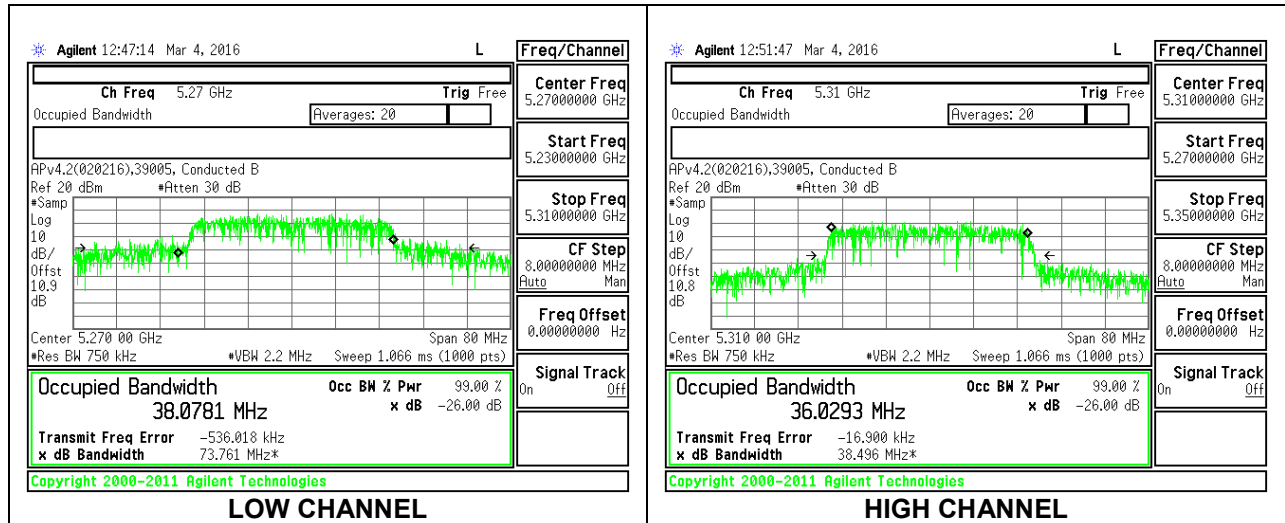 Agilent 12:47:14 Mar 4, 2016 L
Freq/Channel
Ch Freq 5.27 GHz Trig Free
Occupied Bandwidth Averages: 20
APv4.2(020216),39005, Conducted B
Ref 20 dBm #Atten 30 dB
#Samp
Log
10
dB/
Offst
10.9
dB
Center 5.270 00 GHz Span 80 MHz
#Res BW 750 kHz #VBW 2.2 MHz Sweep 1.066 ms (1000 pts)
Occupied Bandwidth Occ BW % Pwr 99.00 %
38.0781 MHz x dB -26.00 dB
Transmit Freq Error -536.018 kHz
x dB Bandwidth 73.761 MHz*
Copyright 2000-2011 Agilent Technologies
Center Freq
5.27000000 GHz
Start Freq
5.23000000 GHz
Stop Freq
5.31000000 GHz
CF Step
8.00000000 MHz
Auto Man
Freq Offset
0.00000000 Hz
Signal Track
On Off
LOW CHANNEL
Agilent 12:51:47 Mar 4, 2016 L
Freq/Channel
Ch Freq 5.31 GHz Trig Free
Occupied Bandwidth Averages: 20
APv4.2(020216),39005, Conducted B
Ref 20 dBm #Atten 30 dB
#Samp
Log
10
dB/
Offst
10.8
dB
Center 5.310 00 GHz Span 80 MHz
#Res BW 750 kHz #VBW 2.2 MHz Sweep 1.066 ms (1000 pts)
Occupied Bandwidth Occ BW % Pwr 99.00 %
36.0293 MHz x dB -26.00 dB
Transmit Freq Error -16.900 kHz
x dB Bandwidth 38.496 MHz*
Copyright 2000-2011 Agilent Technologies
Center Freq
5.31000000 GHz
Start Freq
5.27000000 GHz
Stop Freq
5.35000000 GHz
CF Step
8.00000000 MHz
Auto Man
Freq Offset
0.00000000 Hz
Signal Track
On Off
HIGH CHANNEL